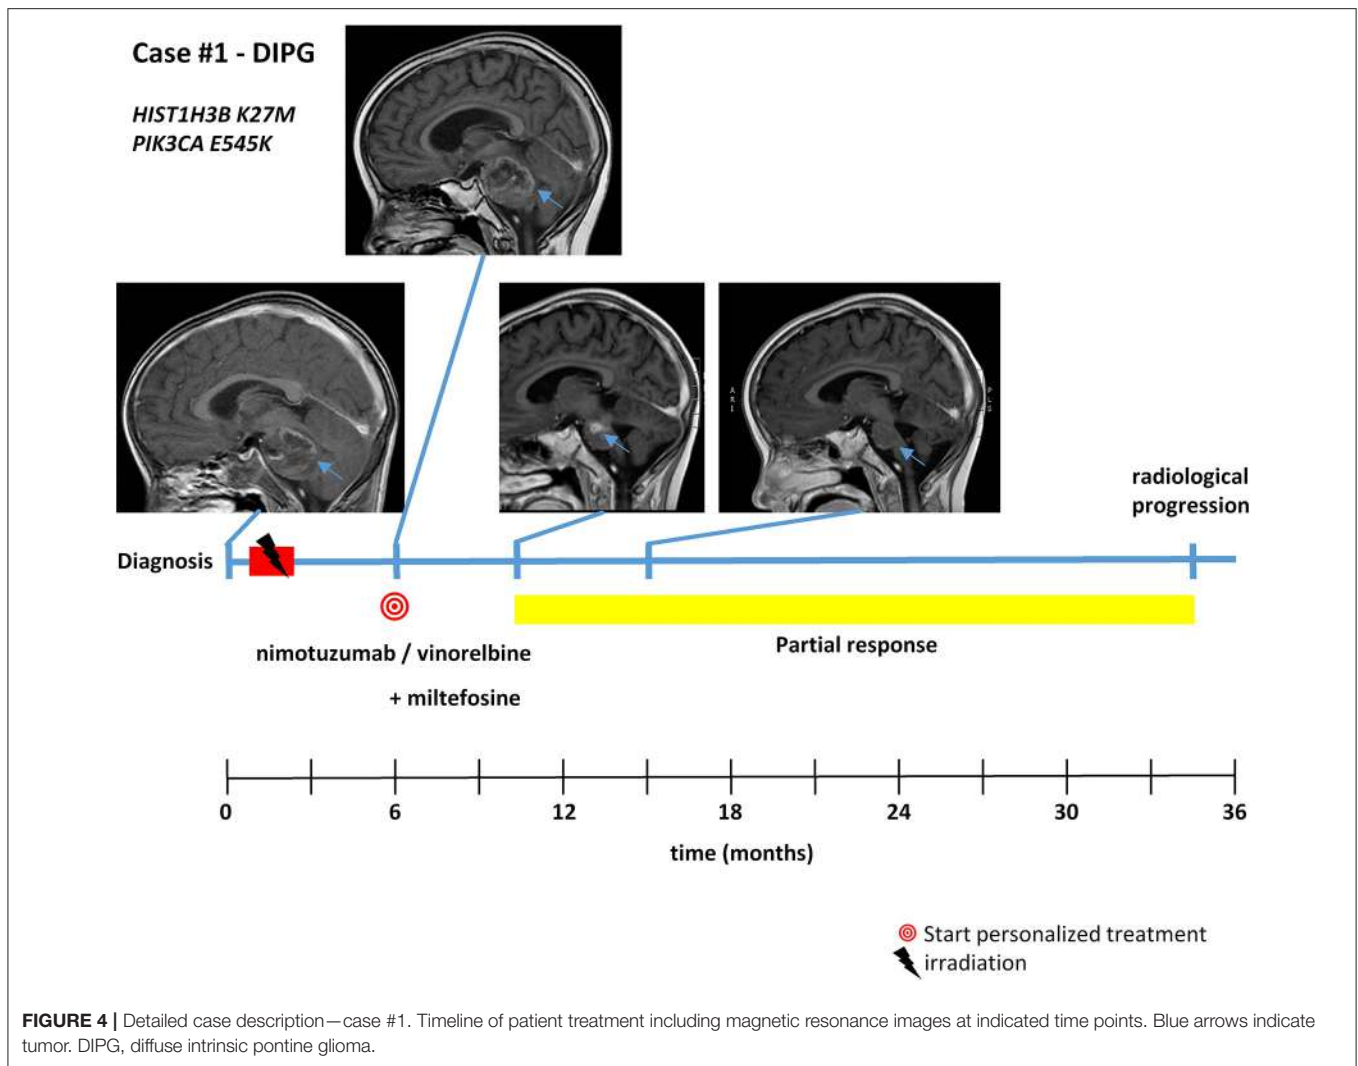 Case #1 - DIPG
HIST1H3B K27M
PIK3CA E545K
A
R
I
P
L
S
radiological
progression
Diagnosis
nimotuzumab / vinorelbine
+ miltefosine
Partial response
0 6 12 18 24 30 36
time (months)
Start personalized treatment
irradiation
FIGURE 4 | Detailed case description—case #1. Timeline of patient treatment including magnetic resonance images at indicated time points. Blue arrows indicate
tumor. DIPG, diffuse intrinsic pontine glioma.